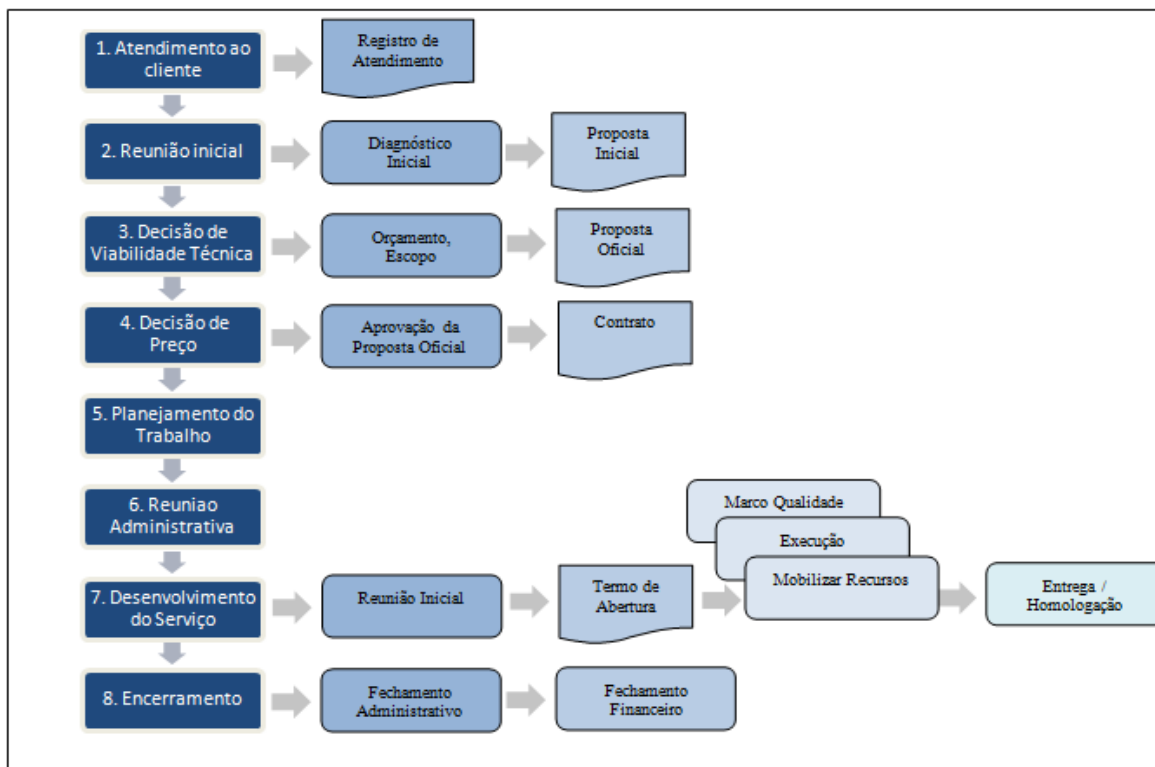 1. Atendimento ao
cliente
Registro de
Atendimento
2. Reunião inicial
Diagnóstico
Inicial
Proposta
Inicial
3. Decisão de
Viabilidade Técnica
Orçamento,
Escopo
Proposta
Oficial
4. Decisão de
Preço
Aprovação da
Proposta Oficial
Contrato
5. Planejamento do
Trabalho
6. Reuniao
Administrativa
7. Desenvolvimento
do Serviço
Reunião Inicial
Termo de
Abertura
Marco Qualidade
Execução
Mobilizar Recursos
Entrega /
Homologação
8. Encerramento
Fechamento
Administrativo
Fechamento
Financeiro